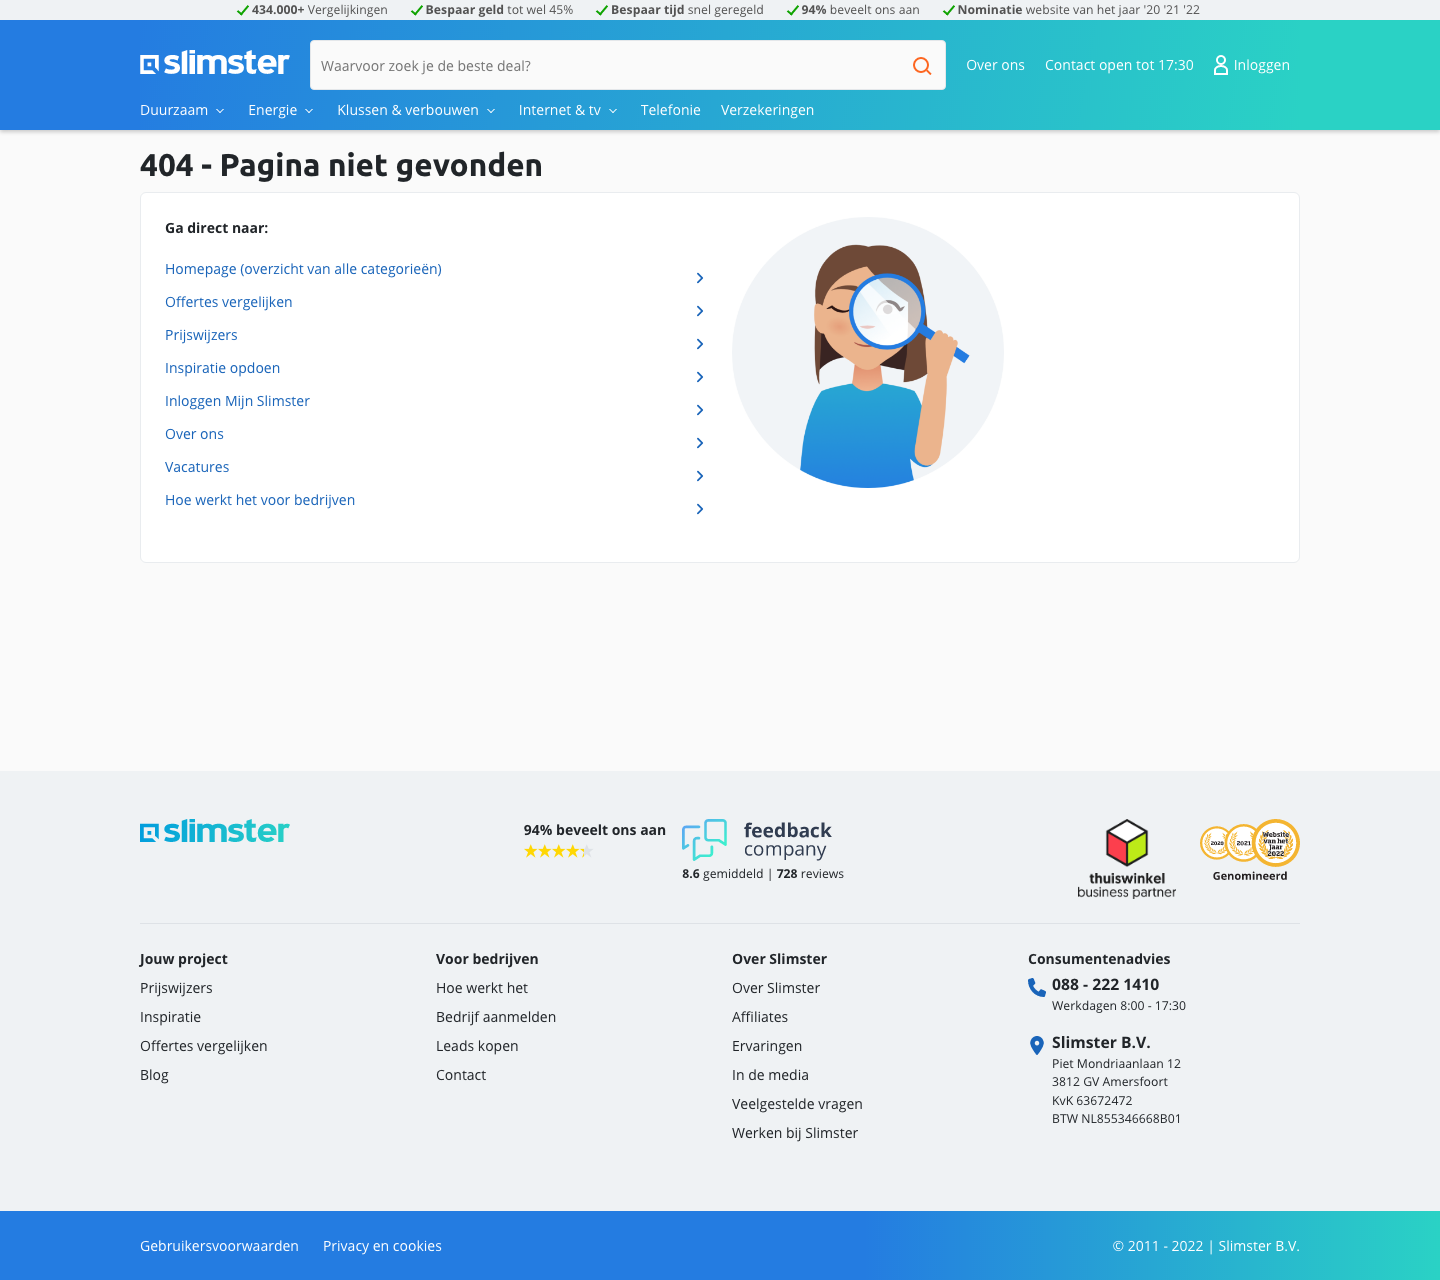 434.000+ Vergelijkingen Bespaar geld tot wel 45% Bespaar tijd snel geregeld 94% beveelt ons aan Nominatie website van het jaar '20 '21 '22
slimster Waarvoor zoek je de beste deal? Over ons Contact open tot 17:30 Inloggen
Duurzaam Energie Klussen & verbouwen Internet & tv Telefonie Verzekeringen
404 - Pagina niet gevonden
Ga direct naar:
Homepage (overzicht van alle categorieën)
Offertes vergelijken
Prijswijzers
Inspiratie opdoen
Inloggen Mijn Slimster
Over ons
Vacatures
Hoe werkt het voor bedrijven
slimster
94% beveelt ons aan
feedback
company
8.6 gemiddeld | 728 reviews
thuiswinkel
business partner
2020 2021 Website
van het
jaar
2022
Genomineerd
Jouw project
Prijswijzers
Inspiratie
Offertes vergelijken
Blog
Voor bedrijven
Hoe werkt het
Bedrijf aanmelden
Leads kopen
Contact
Over Slimster
Over Slimster
Affiliates
Ervaringen
In de media
Veelgestelde vragen
Werken bij Slimster
Consumentenadvies
088 - 222 1410
Werkdagen 8:00 - 17:30
Slimster B.V.
Piet Mondriaanlaan 12
3812 GV Amersfoort
KvK 63672472
BTW NL855346668B01
Gebruikersvoorwaarden Privacy en cookies © 2011 - 2022 | Slimster B.V.